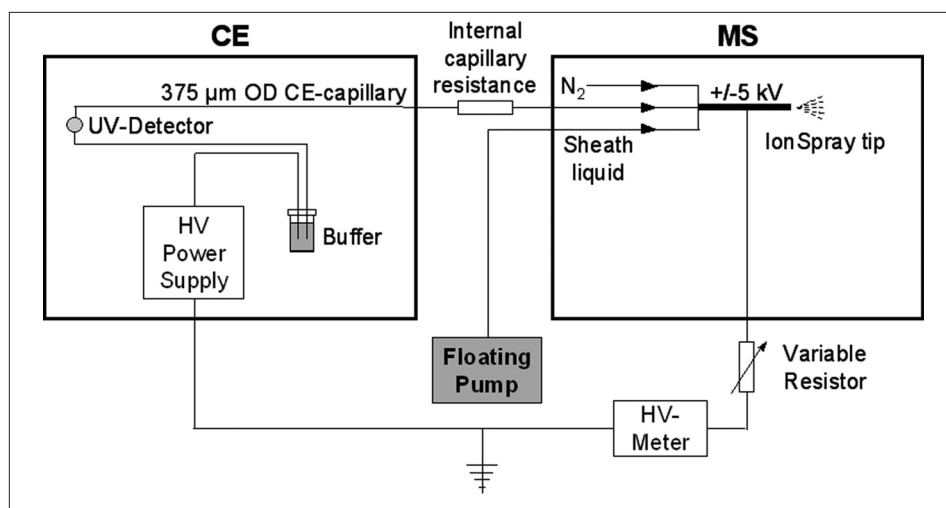 CE
MS
Internal
capillary
resistance
375 µm OD CE-capillary
UV-Detector
HV
Power
Supply
Buffer
N₂
Sheath
liquid
+/-5 kV
IonSpray tip
Floating
Pump
Variable
Resistor
HV-
Meter